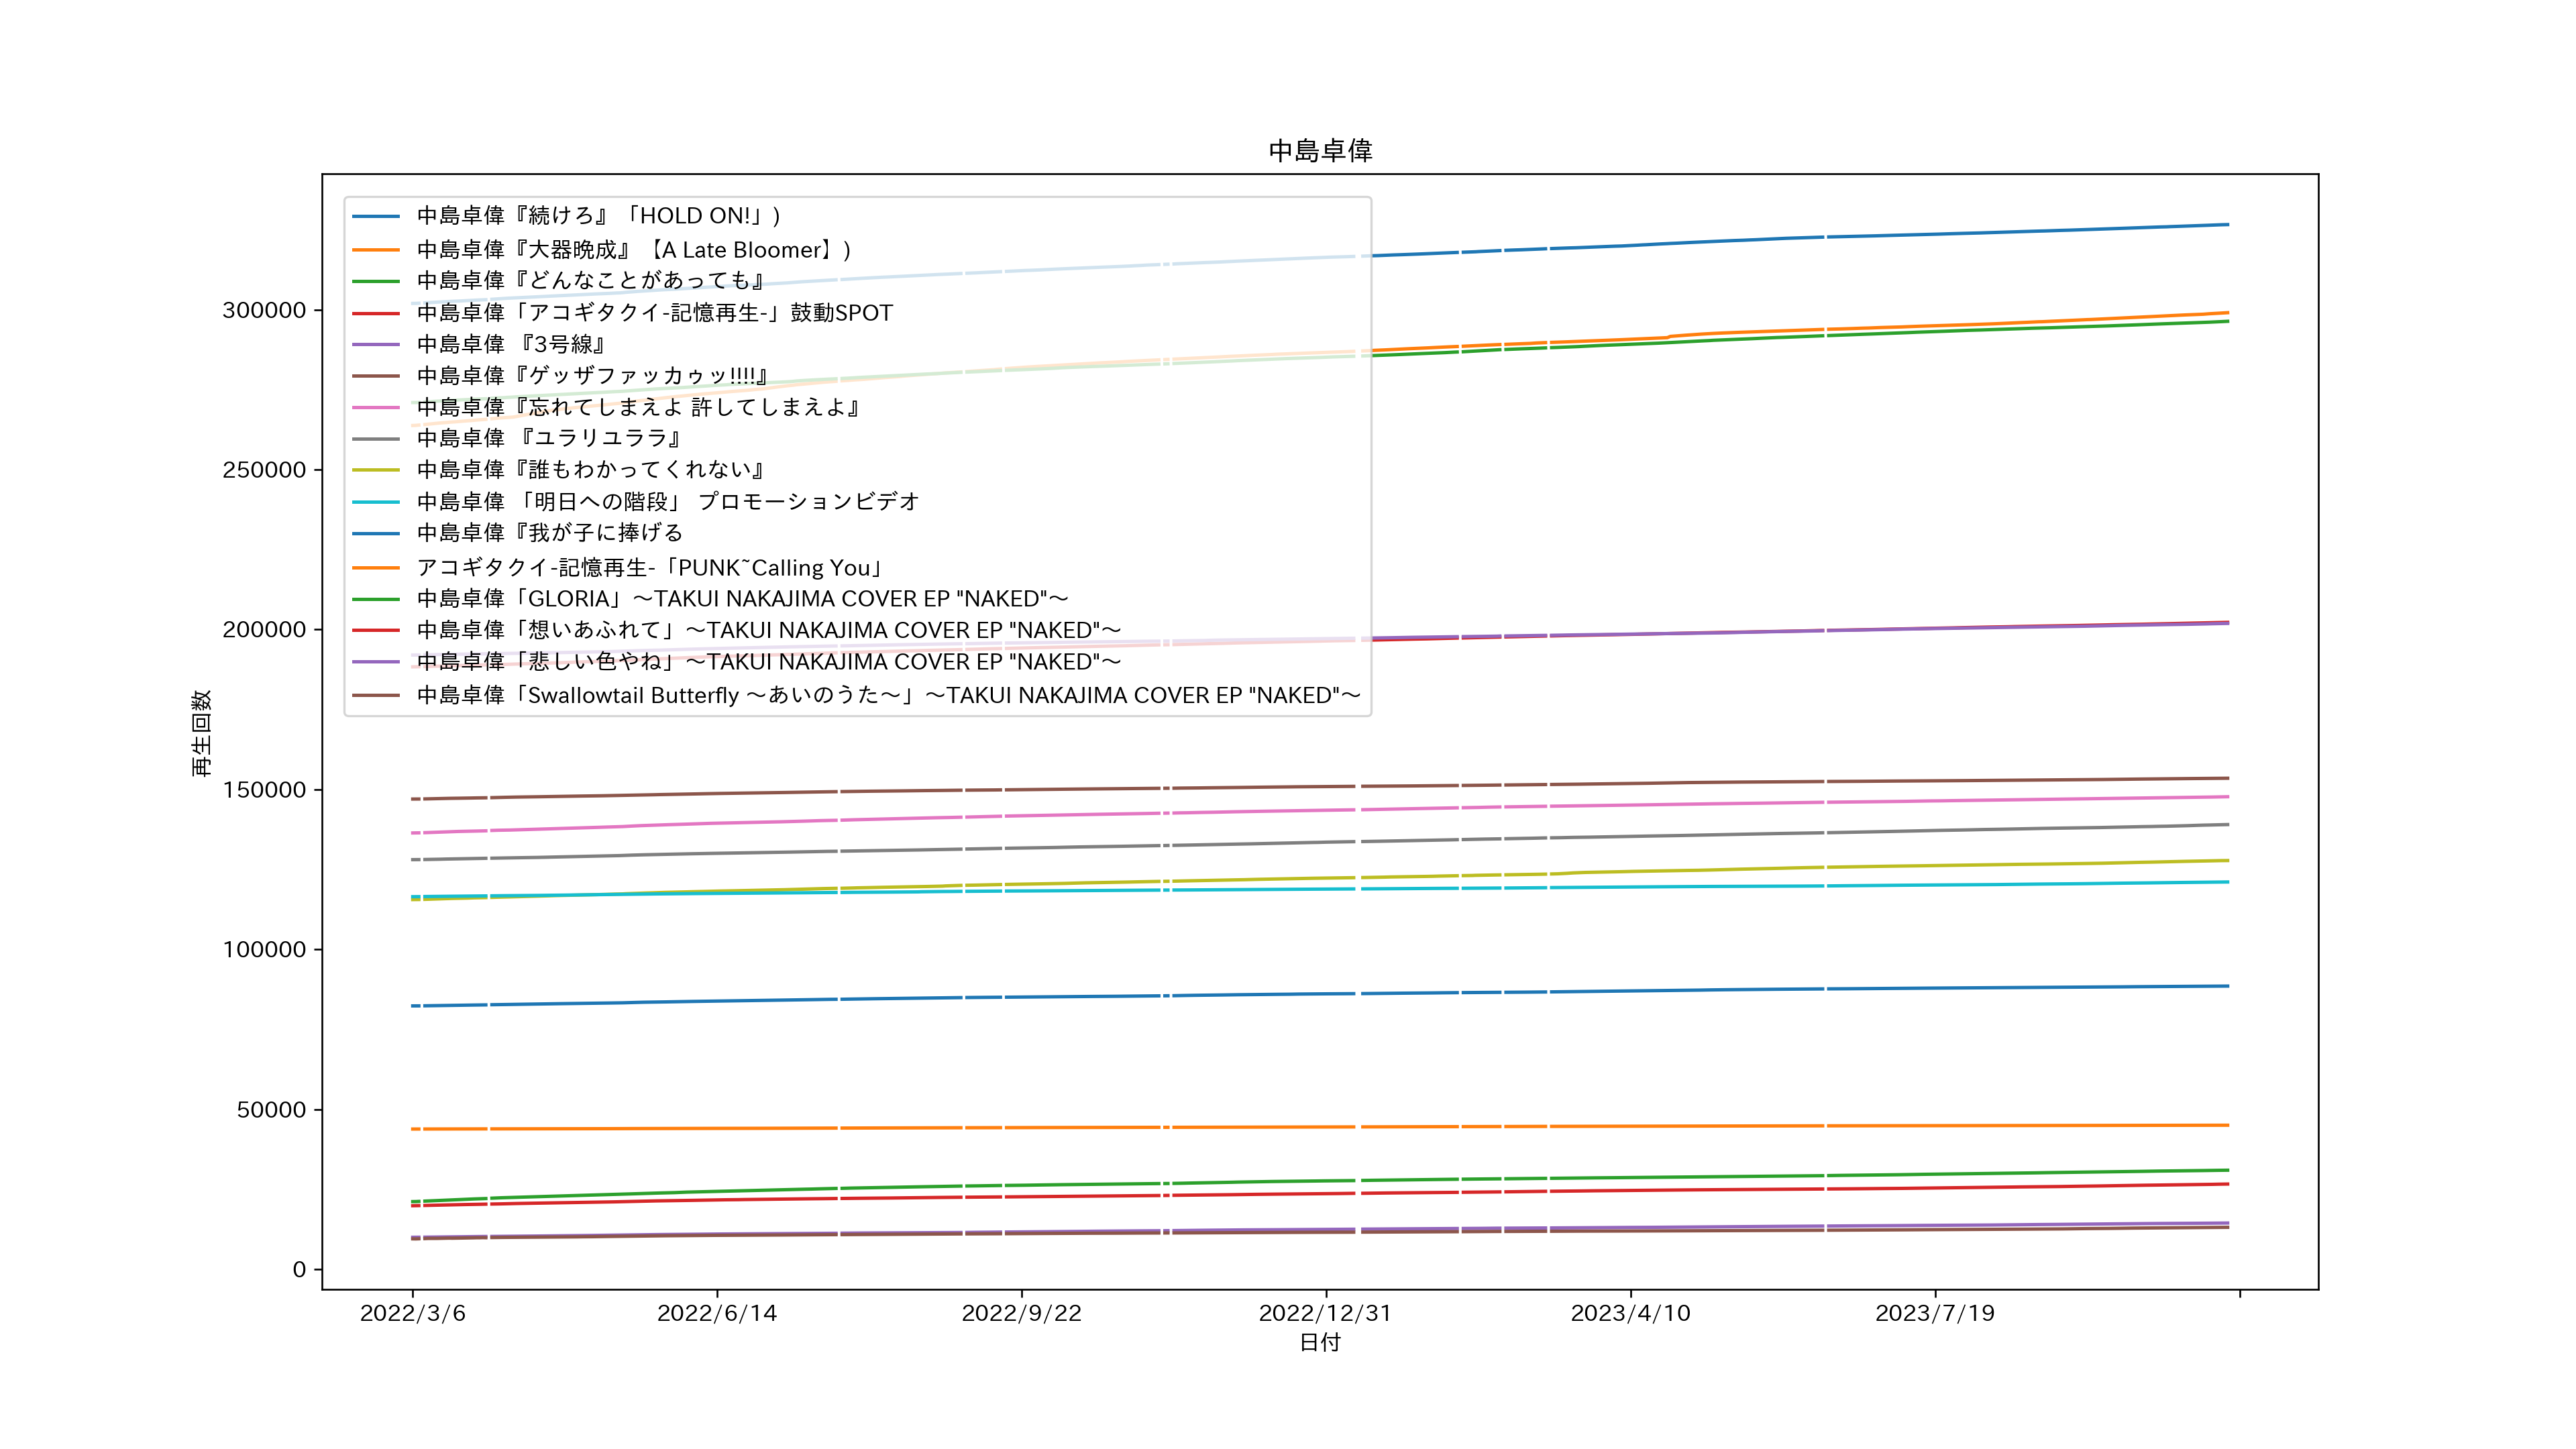 中島卓偉
中島卓偉『続けろ』「HOLD ON!」)
中島卓偉『大器晩成』【A Late Bloomer】)
中島卓偉『どんなことがあっても』
中島卓偉「アコギタクイ-記憶再生-」鼓動SPOT
中島卓偉 『3号線』
中島卓偉『ゲッザファッカゥッ!!!!』
中島卓偉『忘れてしまえよ 許してしまえよ』
中島卓偉 『ユラリユララ』
中島卓偉『誰もわかってくれない』
中島卓偉 「明日への階段」 プロモーションビデオ
中島卓偉『我が子に捧げる
アコギタクイ-記憶再生-「PUNK~Calling You」
中島卓偉「GLORIA」〜TAKUI NAKAJIMA COVER EP "NAKED"〜
中島卓偉「想いあふれて」〜TAKUI NAKAJIMA COVER EP "NAKED"〜
中島卓偉「悲しい色やね」〜TAKUI NAKAJIMA COVER EP "NAKED"〜
中島卓偉「Swallowtail Butterfly 〜あいのうた〜」〜TAKUI NAKAJIMA COVER EP "NAKED"〜
再生回数
300000
250000
200000
150000
100000
50000
0
2022/3/6 2022/6/14 2022/9/22 2022/12/31 2023/4/10 2023/7/19
日付